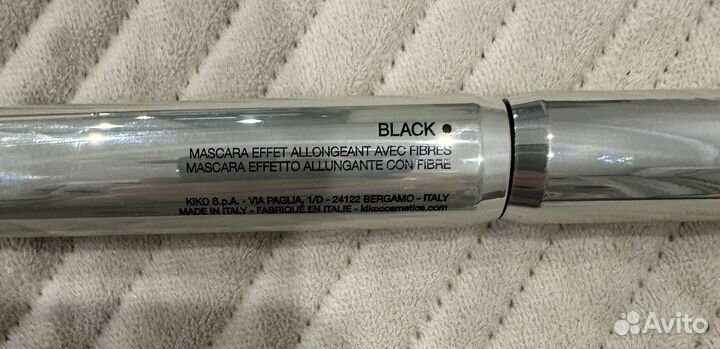 BLACK
MASCARA EFFET ALLONGEANT AVEC FIBRES
MASCARA EFFETTO ALLUNGANTE CON FIBRE
KIKO S.p.A. - VIA PAGLIA, 1/D - 24122 BERGAMO - ITALY
MADE IN ITALY - FABRIQUÉ EN ITALIE - kikocosmetics.com
Avito